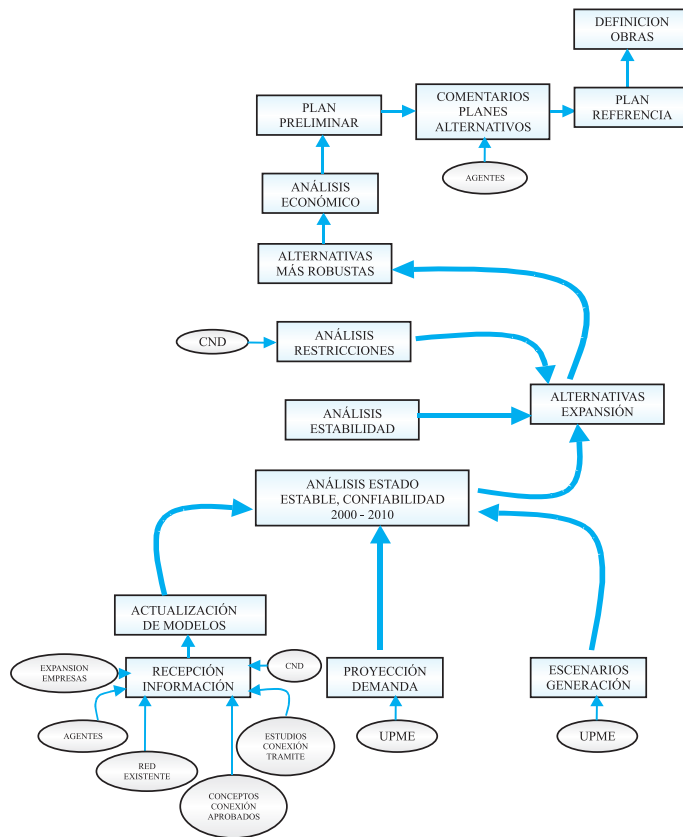 DEFINICION
OBRAS
PLAN
PRELIMINAR
COMENTARIOS
PLANES
ALTERNATIVOS
PLAN
REFERENCIA
AGENTES
ANÁLISIS
ECONÓMICO
ALTERNATIVAS
MÁS ROBUSTAS
CND
ANÁLISIS
RESTRICCIONES
ANÁLISIS
ESTABILIDAD
ALTERNATIVAS
EXPANSIÓN
ANÁLISIS ESTADO
ESTABLE, CONFIABILIDAD
2000 - 2010
ACTUALIZACIÓN
DE MODELOS
EXPANSION
EMPRESAS
RECEPCIÓN
INFORMACIÓN
CND
PROYECCIÓN
DEMANDA
ESCENARIOS
GENERACIÓN
AGENTES
RED
EXISTENTE
CONCEPTOS
CONEXIÓN
APROBADOS
ESTUDIOS
CONEXIÓN
TRAMITE
UPME
UPME